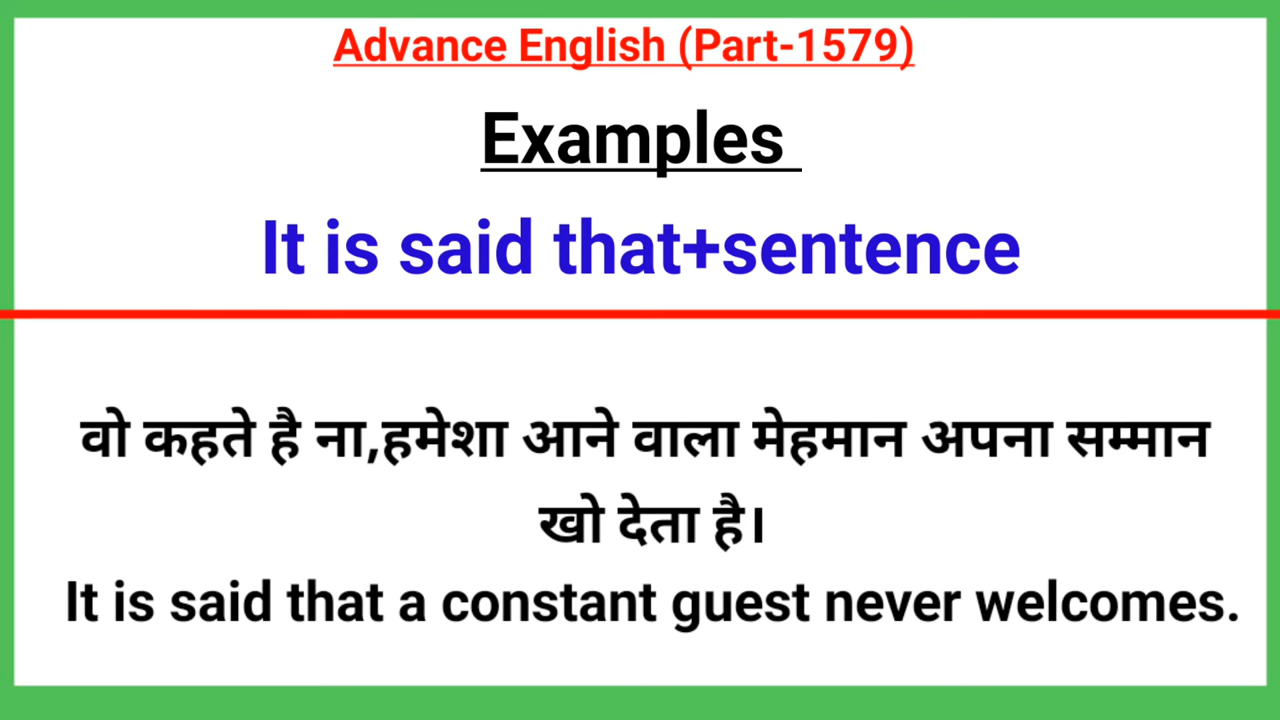 Advance English (Part-1579)
Examples
It is said that+sentence
वो कहते है ना,हमेशा आने वाला मेहमान अपना सम्मान
खो देता है।
It is said that a constant guest never welcomes.